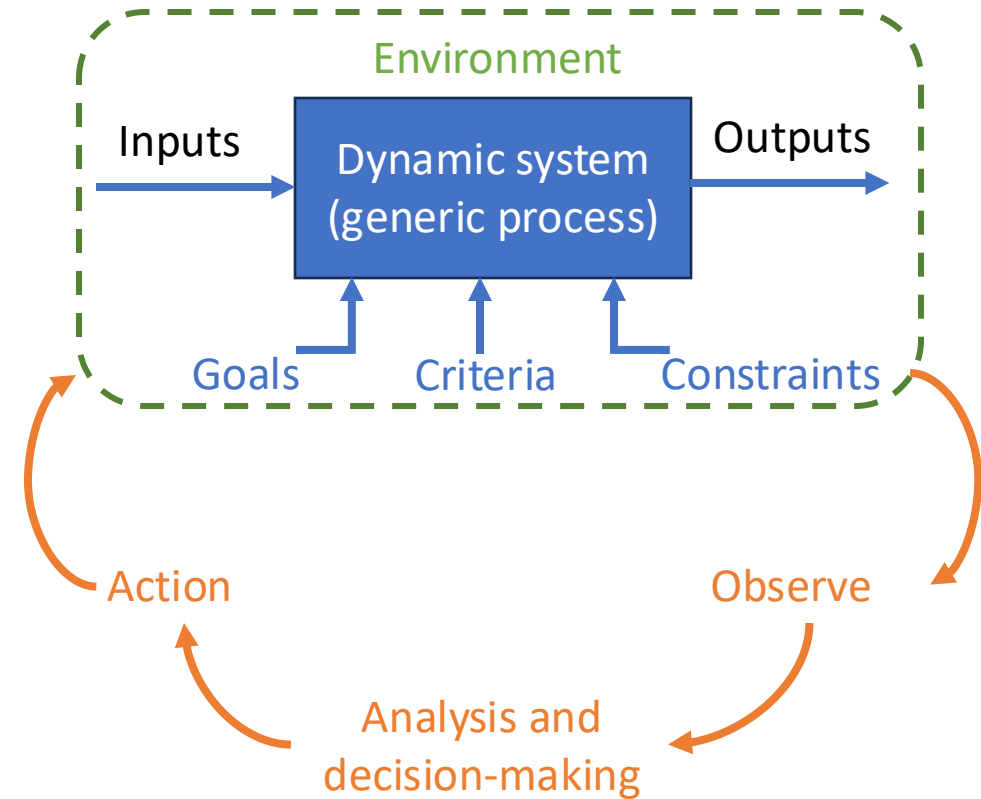 Environment
Inputs
Dynamic system
(generic process)
Outputs
Goals
Criteria
Constraints
Action
Observe
Analysis and
decision-making